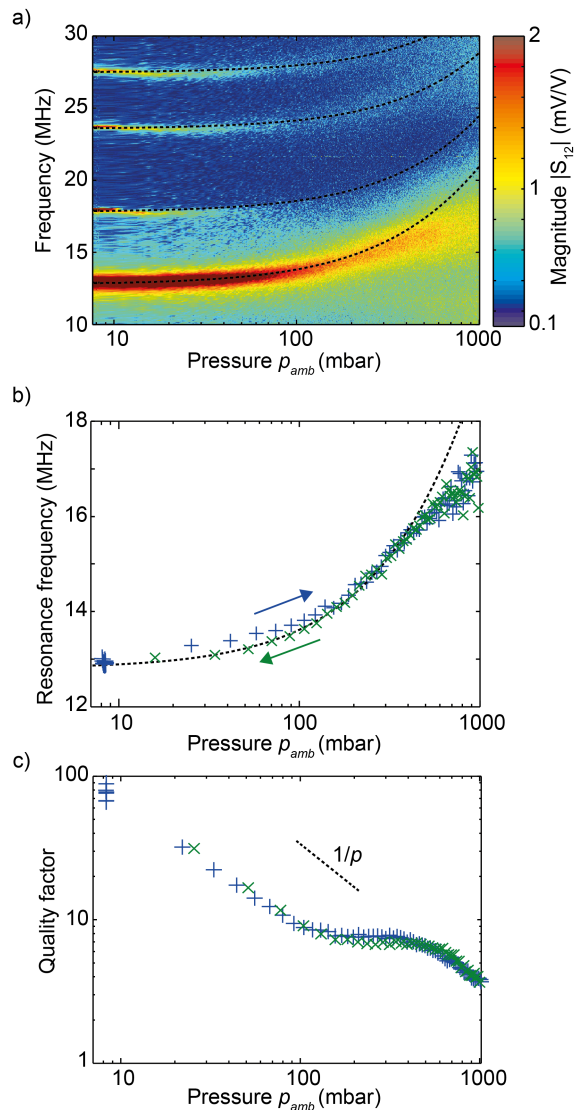 a)
30
25
20
15
10
Frequency (MHz)
10
100
1000
Pressure p_amb (mbar)
2
1
0.1
Magnitude |S₁₂| (mV/V)
b)
18
16
14
13
12
Resonance frequency (MHz)
10
100
1000
Pressure p_amb (mbar)
c)
100
10
1
Quality factor
1/p
10
100
1000
Pressure p_amb (mbar)